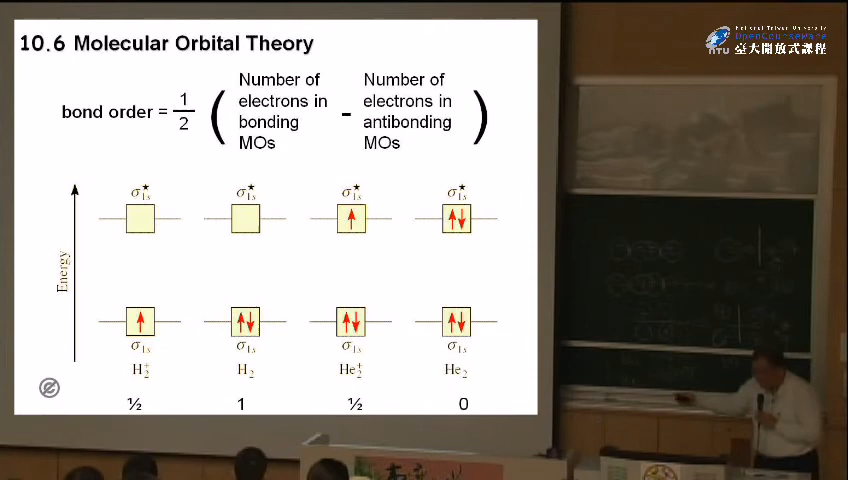 10.6 Molecular Orbital Theory
National Taiwan University
OpenCourseWare
NTU 臺大開放式課程
bond order = 1/2 ( Number of electrons in bonding MOs - Number of electrons in antibonding MOs )
σ★1s σ★1s σ★1s σ★1s
Energy
σ1s σ1s σ1s σ1s
H2+ H2 He2+ He2
½ 1 ½ 0